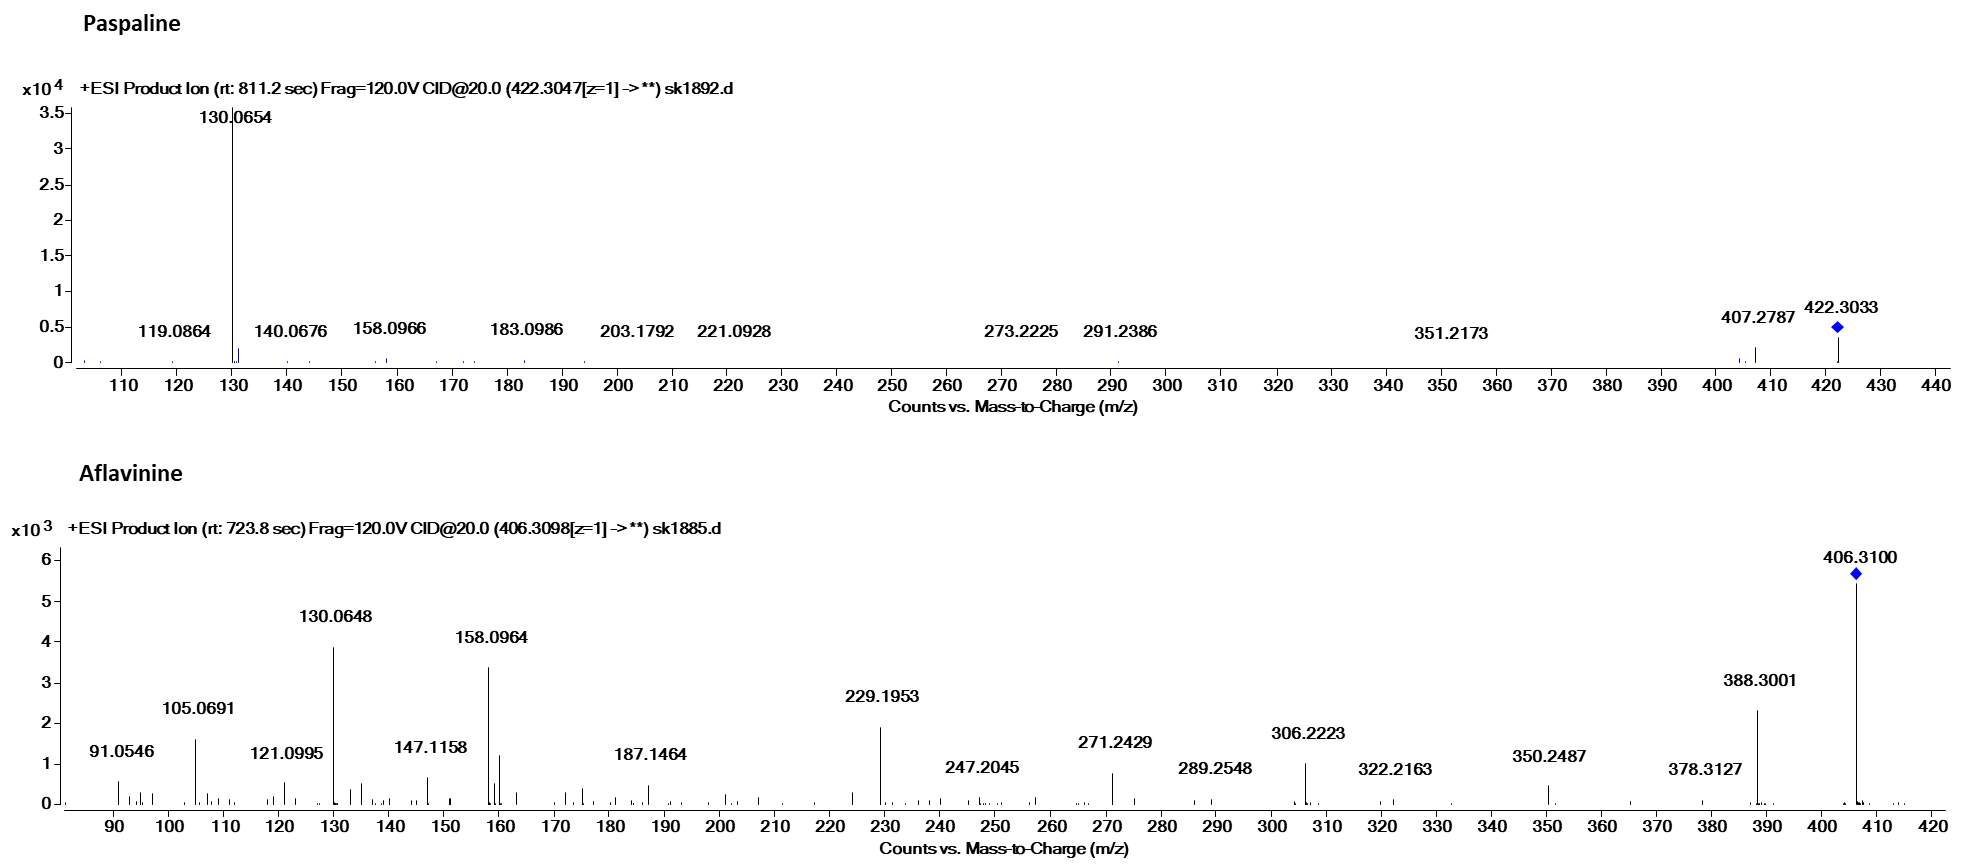 Paspaline
x10 4 +ESI Product Ion (rt: 811.2 sec) Frag=120.0V CID@20.0 (422.3047[z=1] -> **) sk1892.d
3.5
130.0654
3
2.5
2
1.5
1
0.5
119.0864 140.0676 158.0966 183.0986 203.1792 221.0928 273.2225 291.2386 351.2173 407.2787 422.3033
0
110 120 130 140 150 160 170 180 190 200 210 220 230 240 250 260 270 280 290 300 310 320 330 340 350 360 370 380 390 400 410 420 430 440
Counts vs. Mass-to-Charge (m/z)
Aflavinine
x10 3 +ESI Product Ion (rt: 723.8 sec) Frag=120.0V CID@20.0 (406.3098[z=1] -> **) sk1885.d
6
406.3100
5
130.0648
4
158.0964
3
388.3001
229.1953
105.0691
2
306.2223
271.2429
91.0546 121.0995 147.1158 187.1464 247.2045 289.2548 322.2163 350.2487 378.3127
1
0
90 100 110 120 130 140 150 160 170 180 190 200 210 220 230 240 250 260 270 280 290 300 310 320 330 340 350 360 370 380 390 400 410 420
Counts vs. Mass-to-Charge (m/z)